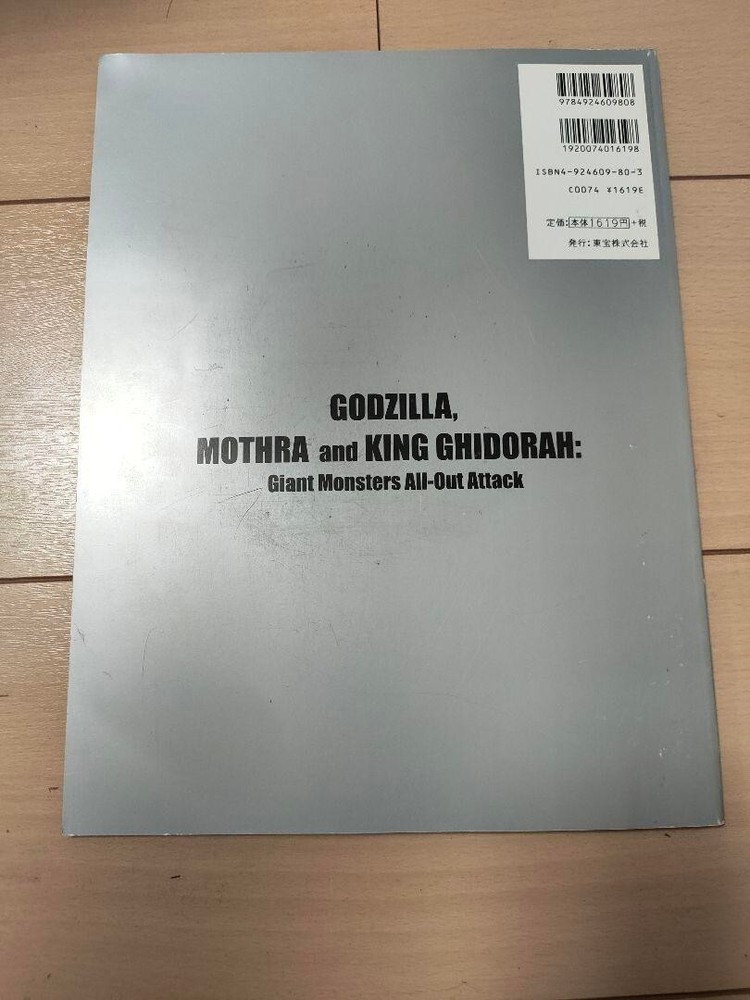 9784924609808
1920074016198
ISBN4-924609-80-3
C0074 ¥1619E
定価:本体1619円+税
発行:東宝株式会社
GODZILLA,
MOTHRA and KING GHIDORAH:
Giant Monsters All-Out Attack